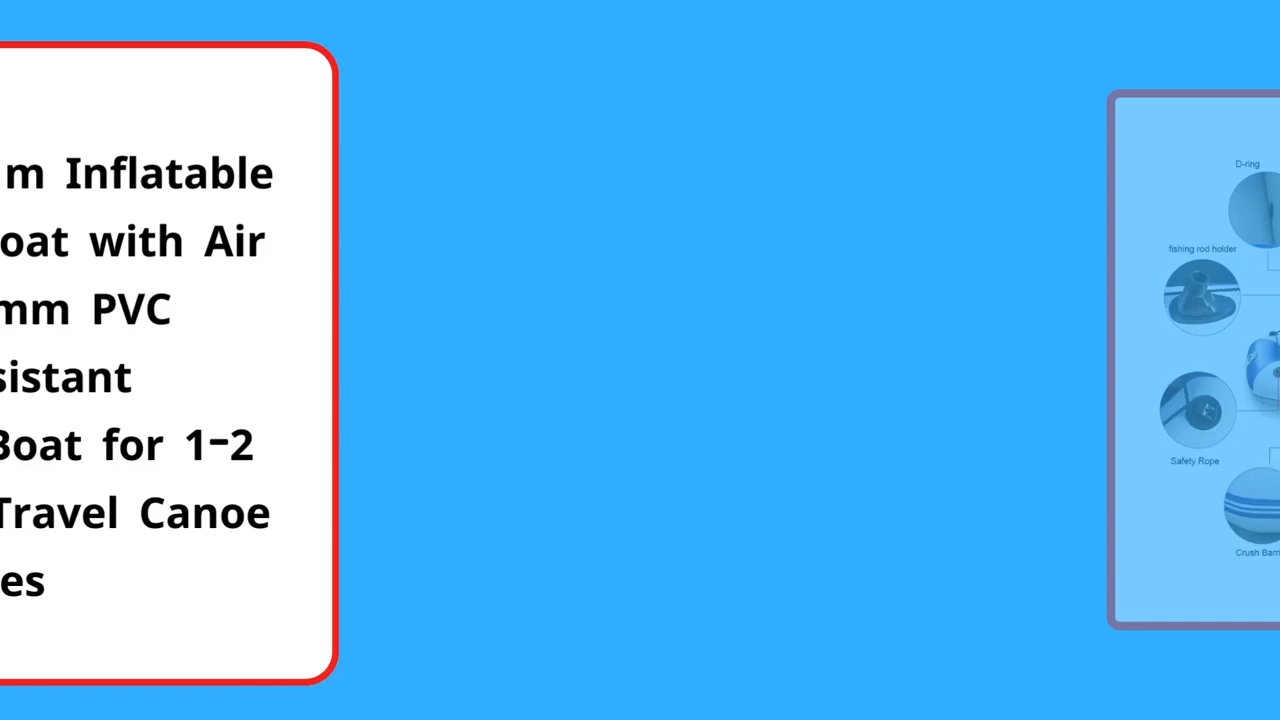 m Inflatable
oat with Air
mm PVC
sistant
Boat for 1-2
Travel Canoe
es
D-ring
fishing rod holder
Safety Rope
Crush Barri